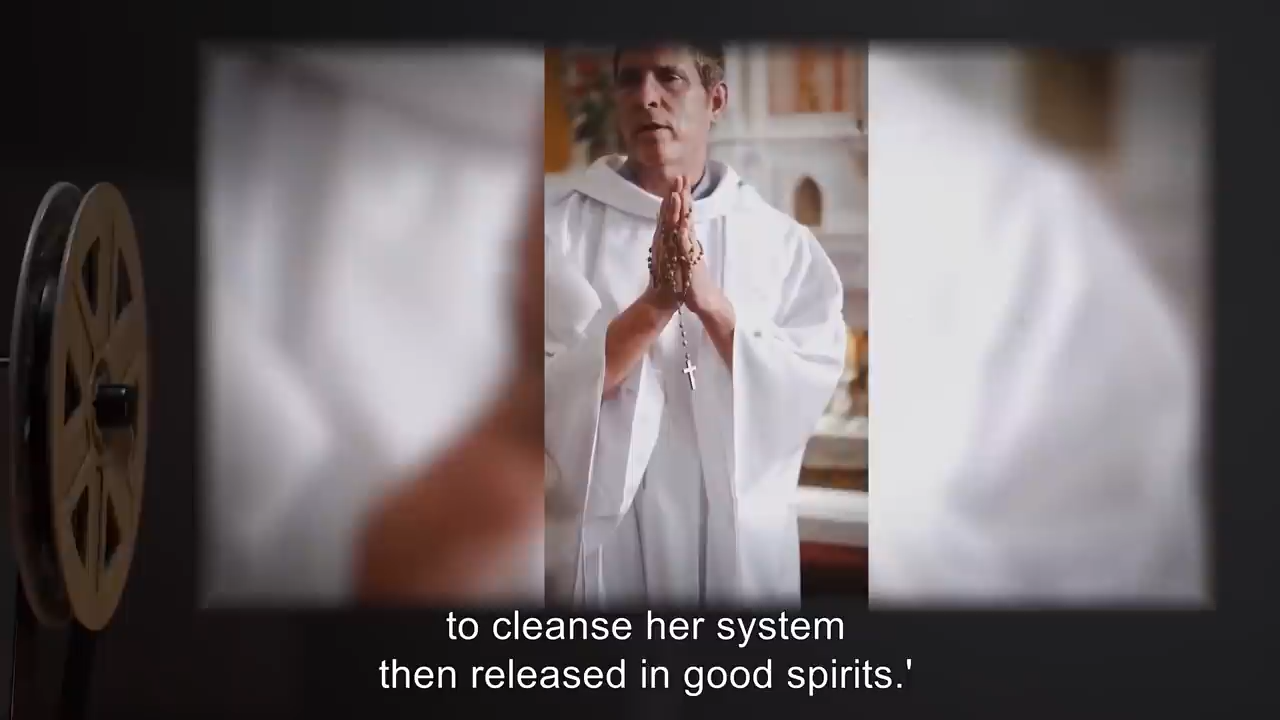 to cleanse her system
then released in good spirits.'